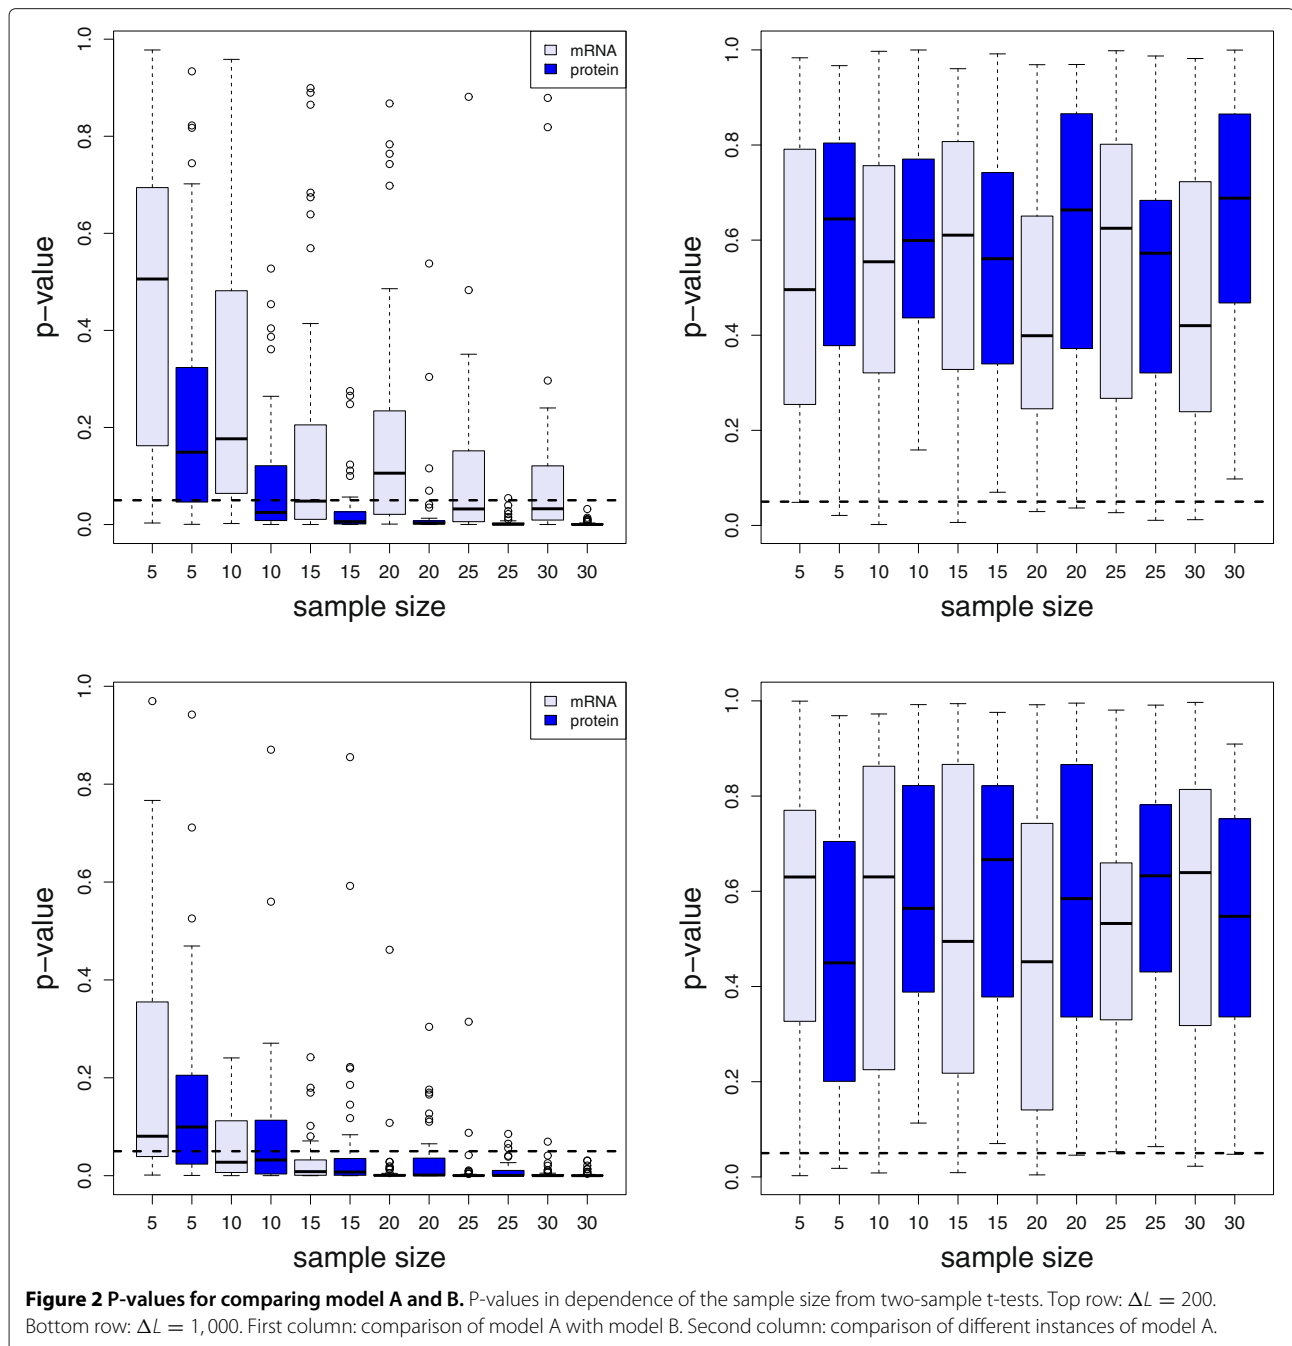 mRNA
protein
p−value
0.0 0.2 0.4 0.6 0.8 1.0
5 5 10 10 15 15 20 20 25 25 30 30
sample size
p−value
0.0 0.2 0.4 0.6 0.8 1.0
5 5 10 10 15 15 20 20 25 25 30 30
sample size
mRNA
protein
p−value
0.0 0.2 0.4 0.6 0.8 1.0
5 5 10 10 15 15 20 20 25 25 30 30
sample size
p−value
0.0 0.2 0.4 0.6 0.8 1.0
5 5 10 10 15 15 20 20 25 25 30 30
sample size
Figure 2 P-values for comparing model A and B. P-values in dependence of the sample size from two-sample t-tests. Top row: ΔL = 200.
Bottom row: ΔL = 1, 000. First column: comparison of model A with model B. Second column: comparison of different instances of model A.